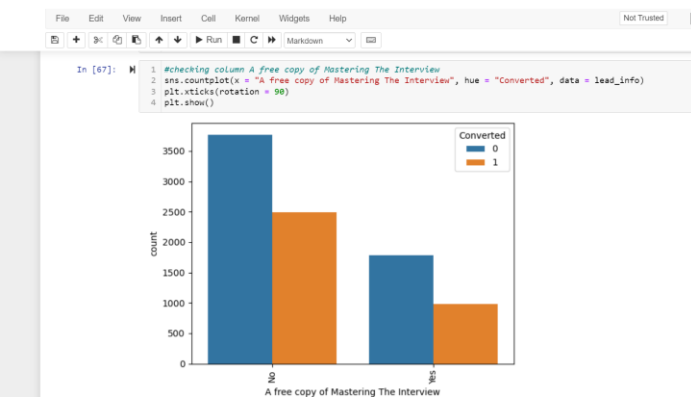 File Edit View Insert Cell Kernel Widgets Help Not Trusted
Run Markdown
In [67]:
1 #checking column A free copy of Mastering The Interview
2 sns.countplot(x = "A free copy of Mastering The Interview", hue = "Converted", data = lead_info)
3 plt.xticks(rotation = 90)
4 plt.show()
Converted
0
1
3500
3000
2500
2000
1500
1000
500
0
count
No
Yes
A free copy of Mastering The Interview